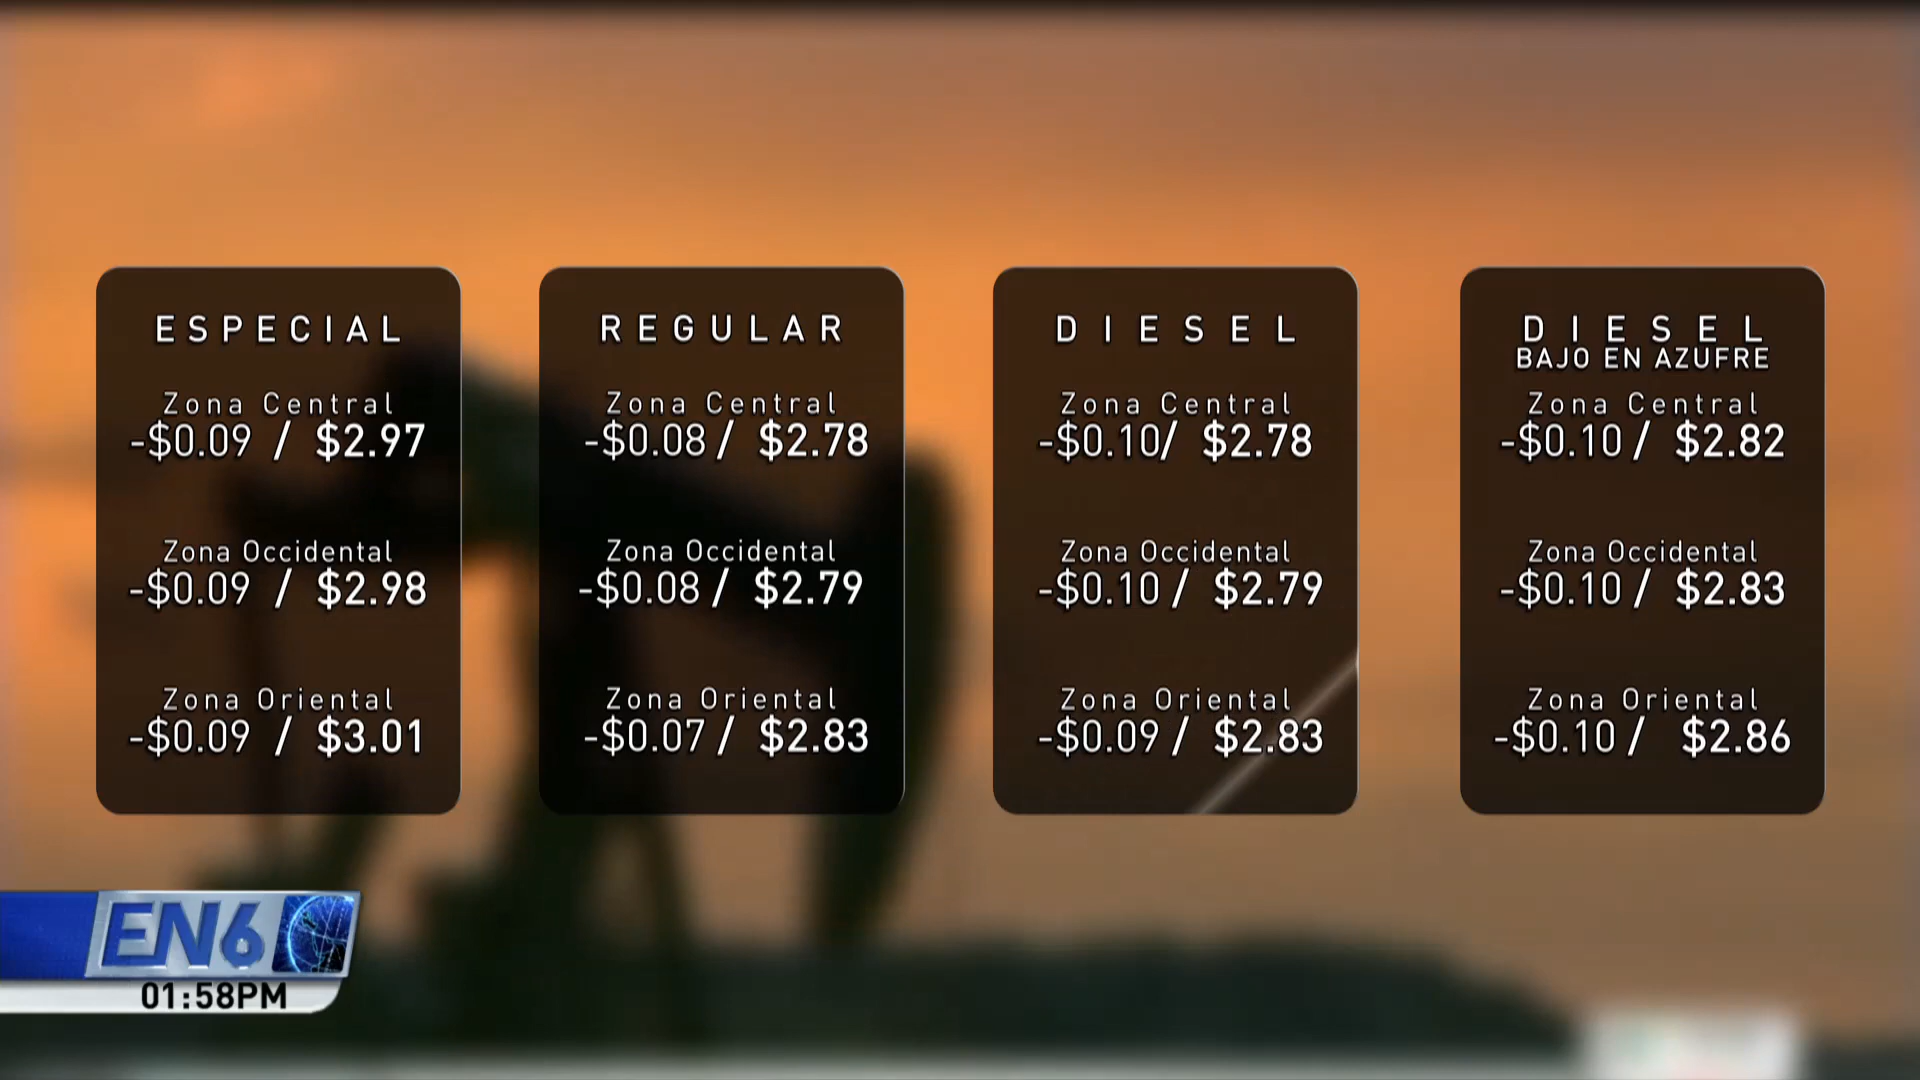 ESPECIAL
Zona Central
-$0.09 / $2.97
Zona Occidental
-$0.09 / $2.98
Zona Oriental
-$0.09 / $3.01
REGULAR
Zona Central
-$0.08 / $2.78
Zona Occidental
-$0.08 / $2.79
Zona Oriental
-$0.07 / $2.83
DIESEL
Zona Central
-$0.10/ $2.78
Zona Occidental
-$0.10 / $2.79
Zona Oriental
-$0.09 / $2.83
DIESEL
BAJO EN AZUFRE
Zona Central
-$0.10 / $2.82
Zona Occidental
-$0.10 / $2.83
Zona Oriental
-$0.10 / $2.86
EN6
01:58PM